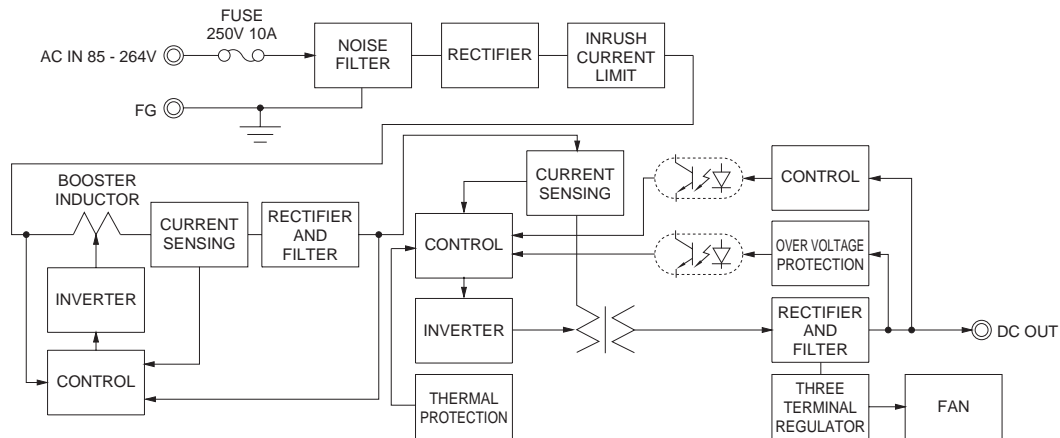 FUSE
250V 10A
AC IN 85 - 264V
NOISE
FILTER
RECTIFIER
INRUSH
CURRENT
LIMIT
FG
BOOSTER
INDUCTOR
CURRENT
SENSING
RECTIFIER
AND
FILTER
INVERTER
CONTROL
CURRENT
SENSING
CONTROL
INVERTER
THERMAL
PROTECTION
CONTROL
OVER VOLTAGE
PROTECTION
RECTIFIER
AND
FILTER
DC OUT
THREE
TERMINAL
REGULATOR
FAN